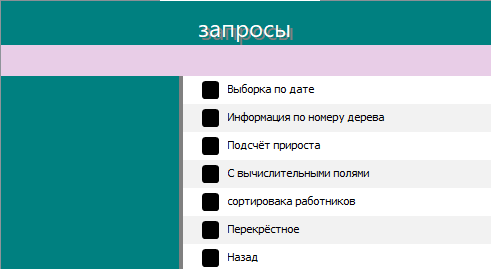 запросы
Выборка по дате
Информация по номеру дерева
Подсчёт прироста
С вычислительными полями
сортировака работников
Перекрёстное
Назад